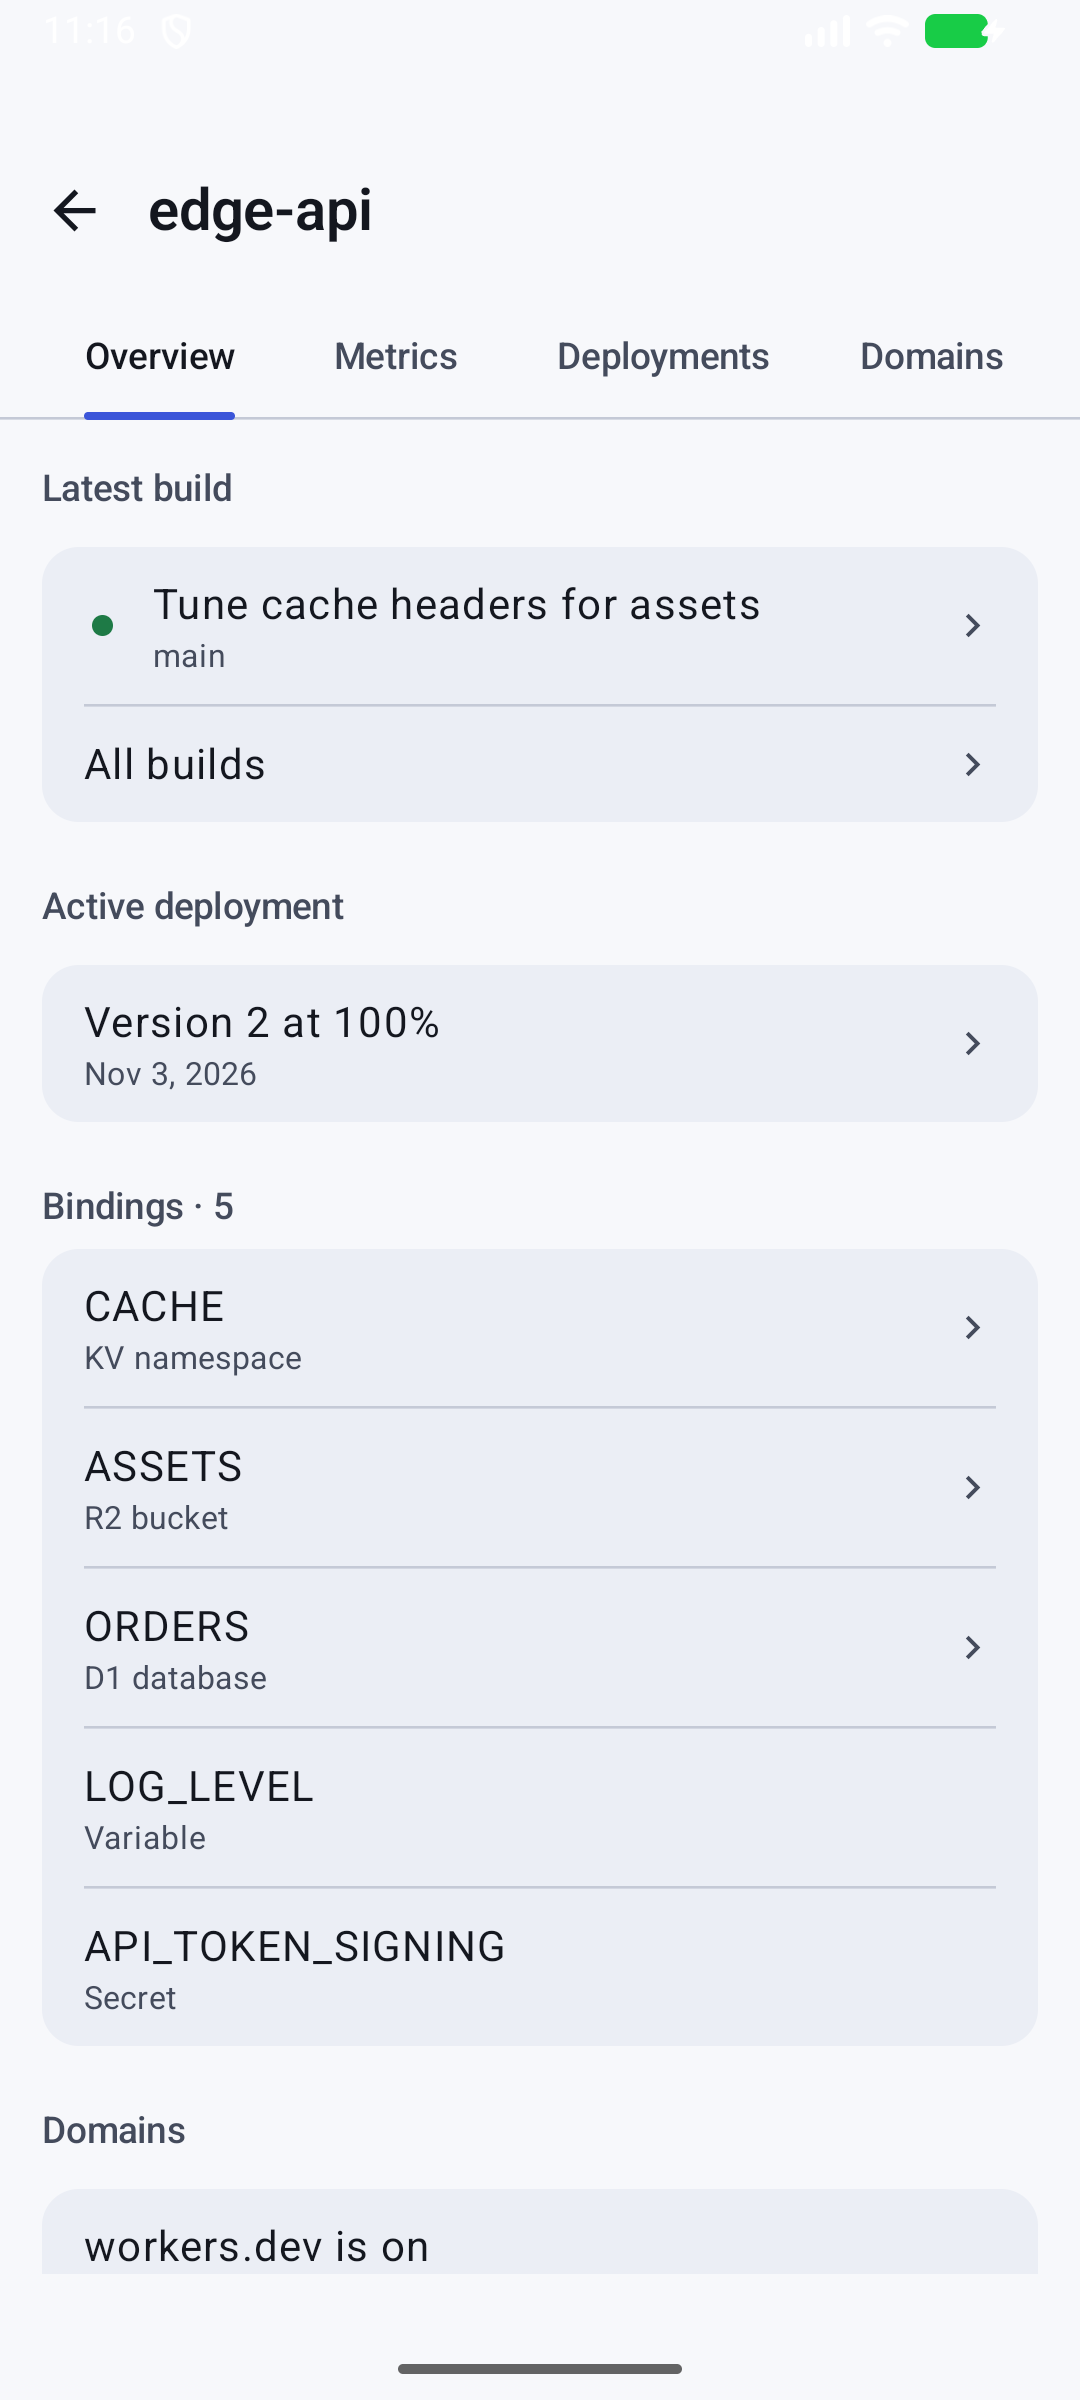 11:16
edge-api
Overview
Metrics
Deployments
Domains
Latest build
Tune cache headers for assets
main
All builds
Active deployment
Version 2 at 100%
Nov 3, 2026
Bindings · 5
CACHE
KV namespace
ASSETS
R2 bucket
ORDERS
D1 database
LOG_LEVEL
Variable
API_TOKEN_SIGNING
Secret
Domains
workers.dev is on